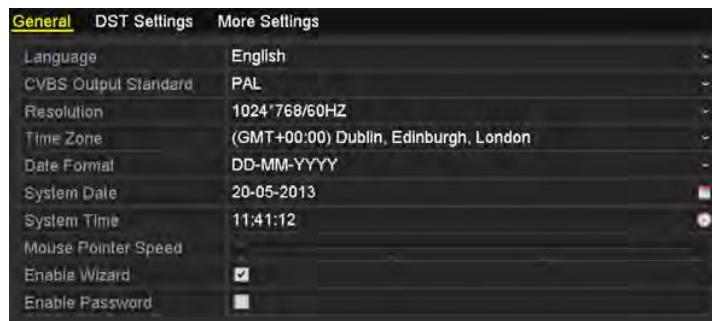 General DST Settings More Settings
Language English
CVBS Output Standard PAL
Resolution 1024*768/60HZ
Time Zone (GMT+00:00) Dublin, Edinburgh, London
Date Format DD-MM-YYYY
System Date 20-05-2013
System Time 11:41:12
Mouse Pointer Speed
Enable Wizard
Enable Password